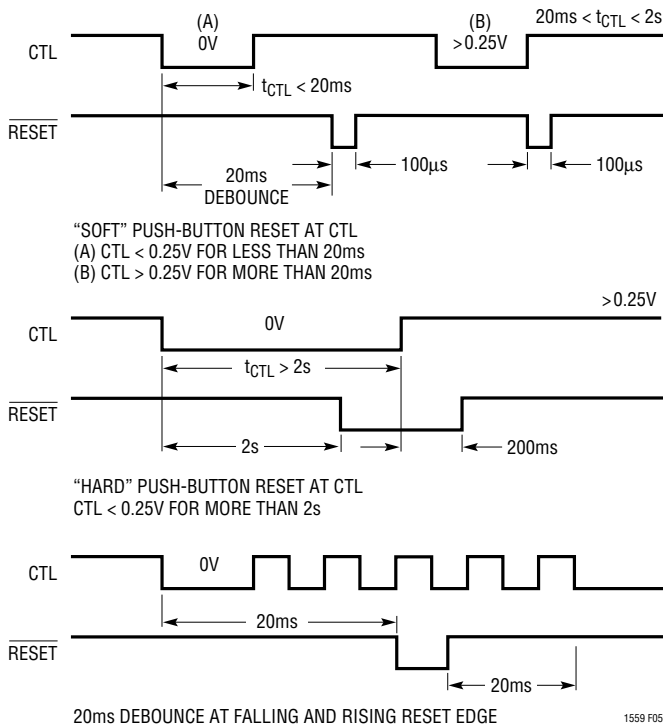 (A)
0V
(B)
>0.25V
20ms < tCTL < 2s
CTL
tCTL < 20ms
RESET
100µs
100µs
20ms
DEBOUNCE
“SOFT” PUSH-BUTTON RESET AT CTL
(A) CTL < 0.25V FOR LESS THAN 20ms
(B) CTL > 0.25V FOR MORE THAN 20ms
>0.25V
0V
CTL
tCTL > 2s
RESET
2s
200ms
“HARD” PUSH-BUTTON RESET AT CTL
CTL < 0.25V FOR MORE THAN 2s
CTL
0V
20ms
RESET
20ms
20ms DEBOUNCE AT FALLING AND RISING RESET EDGE
1559 F05